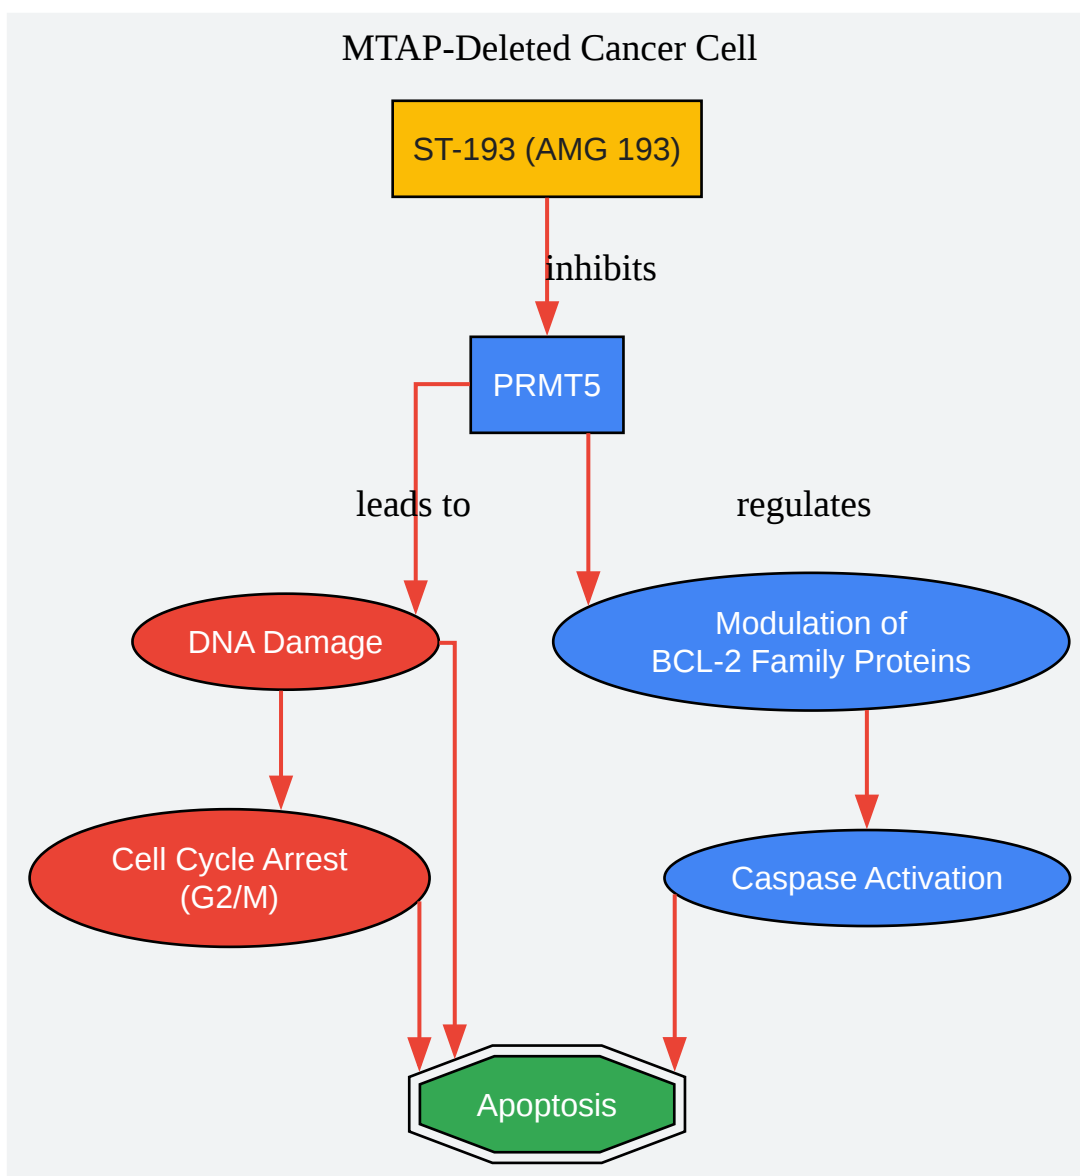 MTAP-Deleted Cancer Cell
ST-193 (AMG 193)
inhibits
PRMT5
leads to
regulates
DNA Damage
Modulation of
BCL-2 Family Proteins
Cell Cycle Arrest
(G2/M)
Caspase Activation
Apoptosis